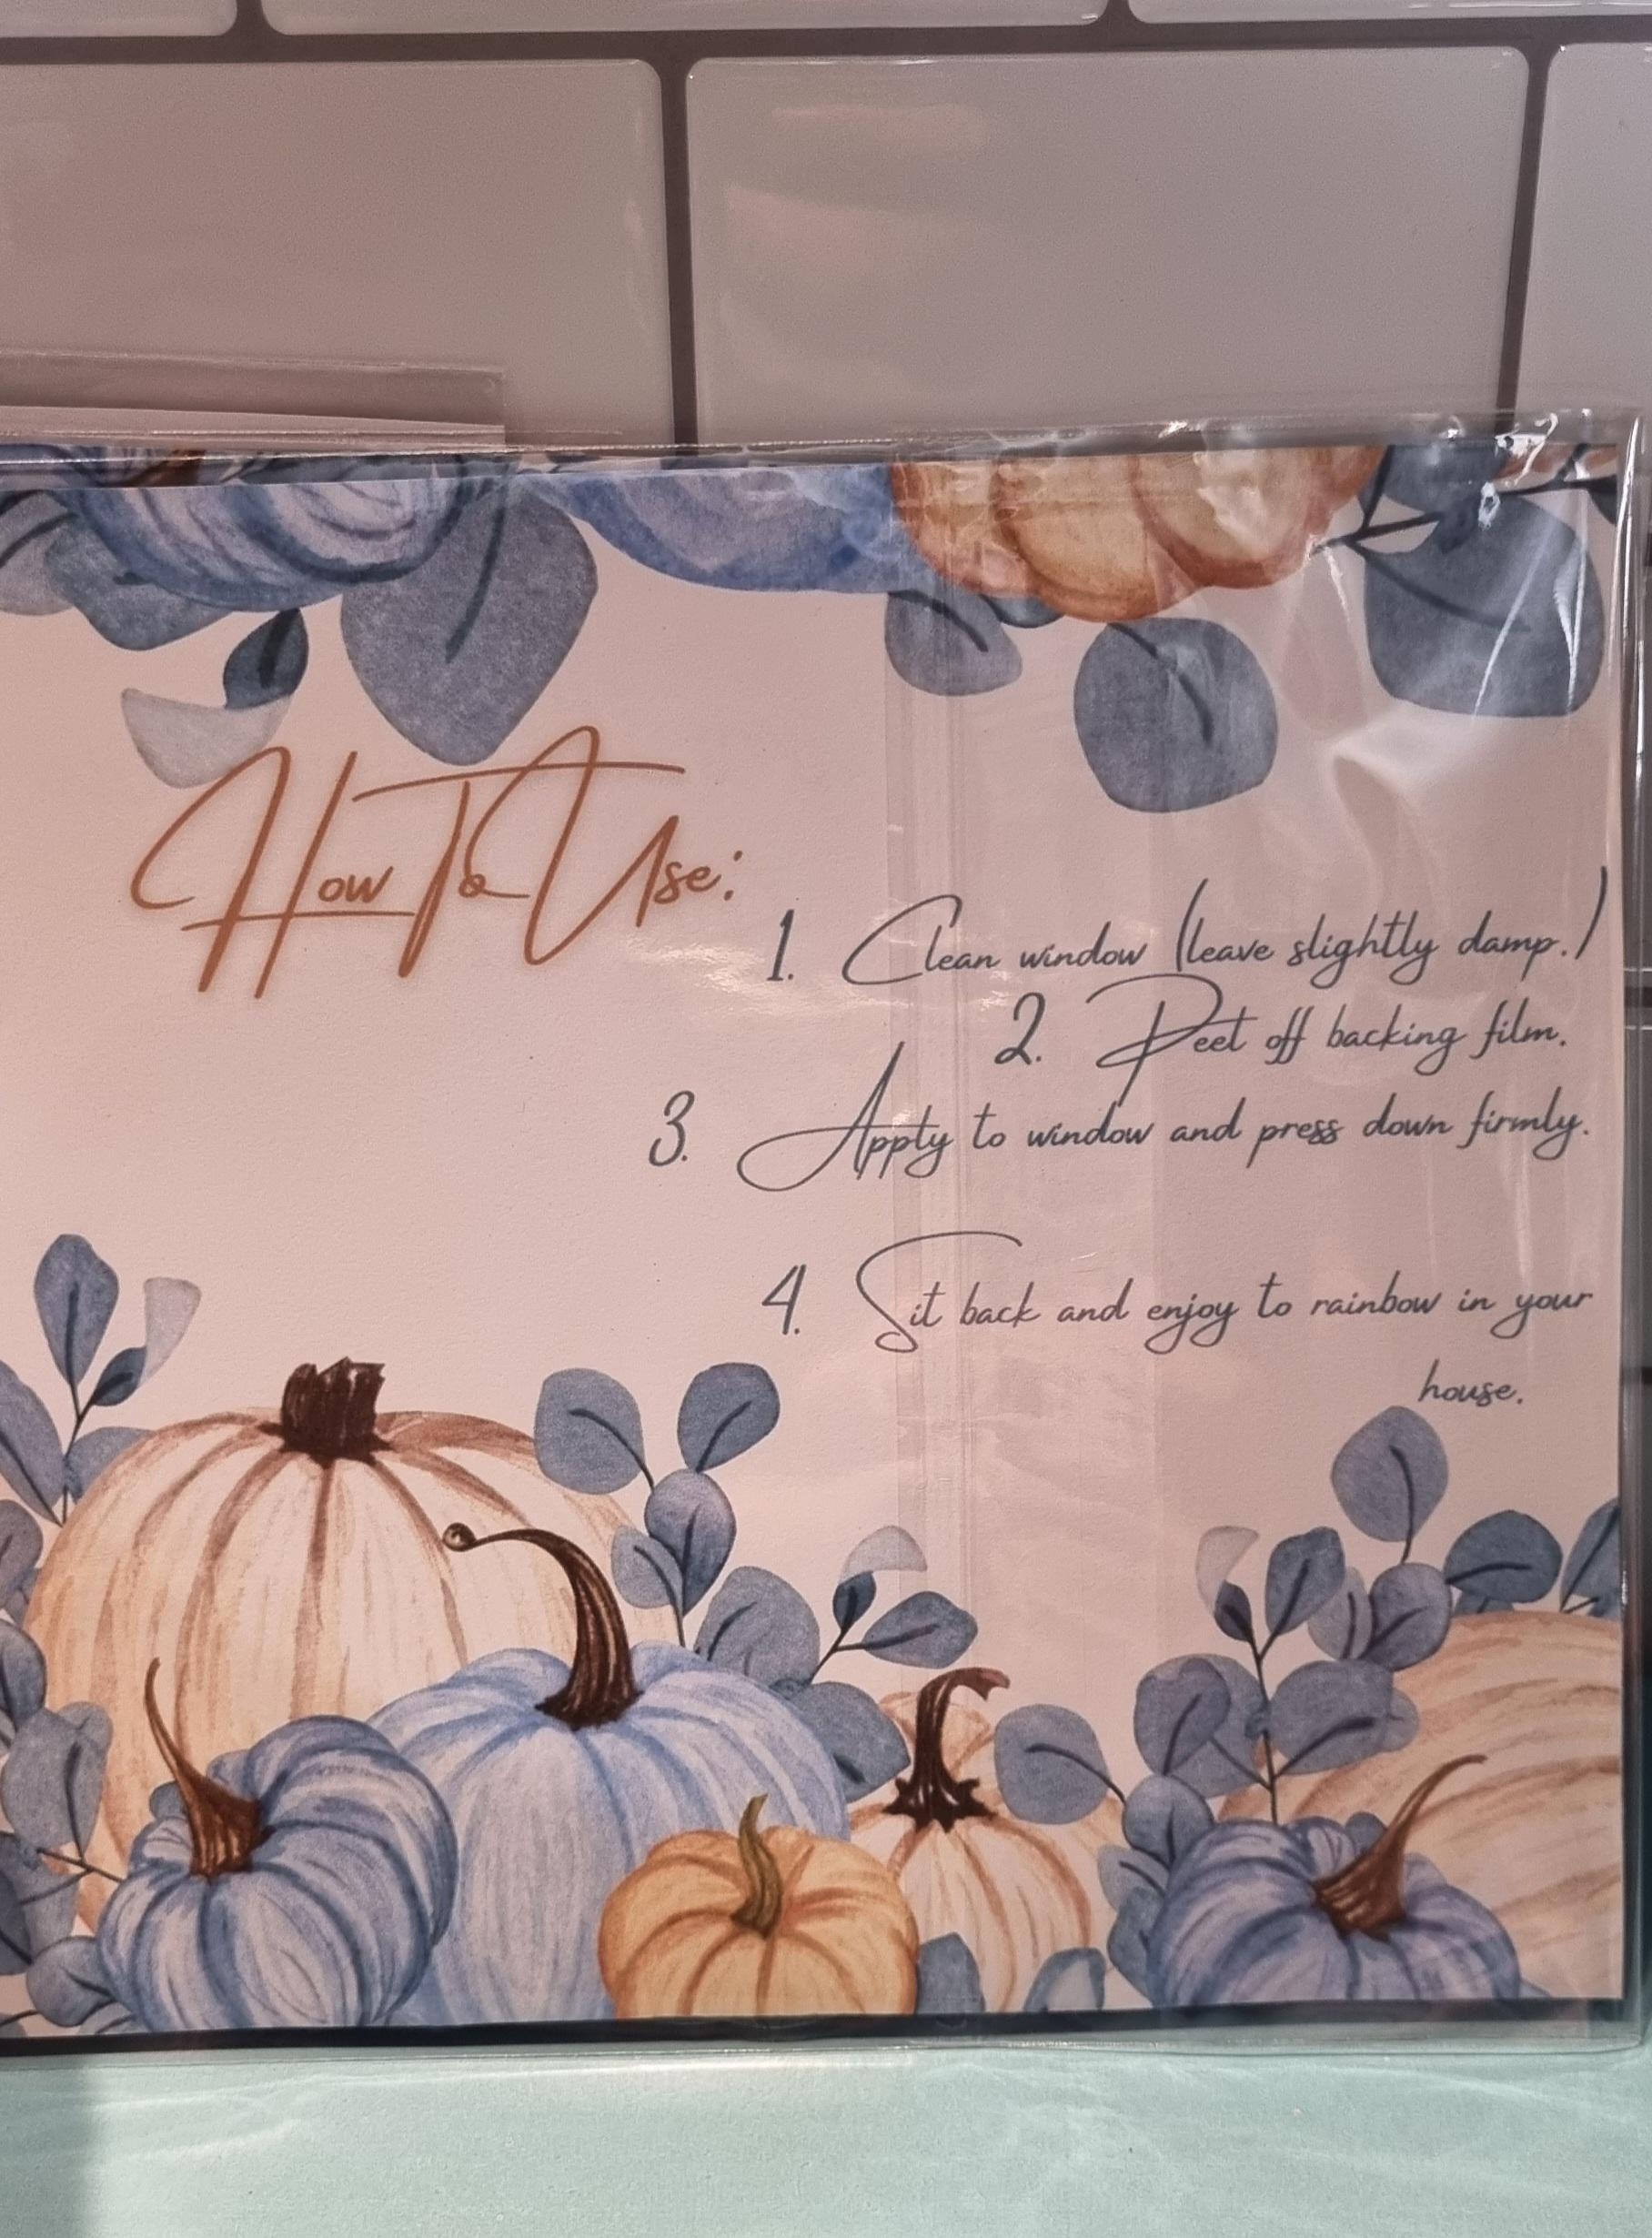 How To Use:
1. Clean window (leave slightly damp.)
2. Peel off backing film.
3. Apply to window and press down firmly.
4. Sit back and enjoy to rainbow in your
house.